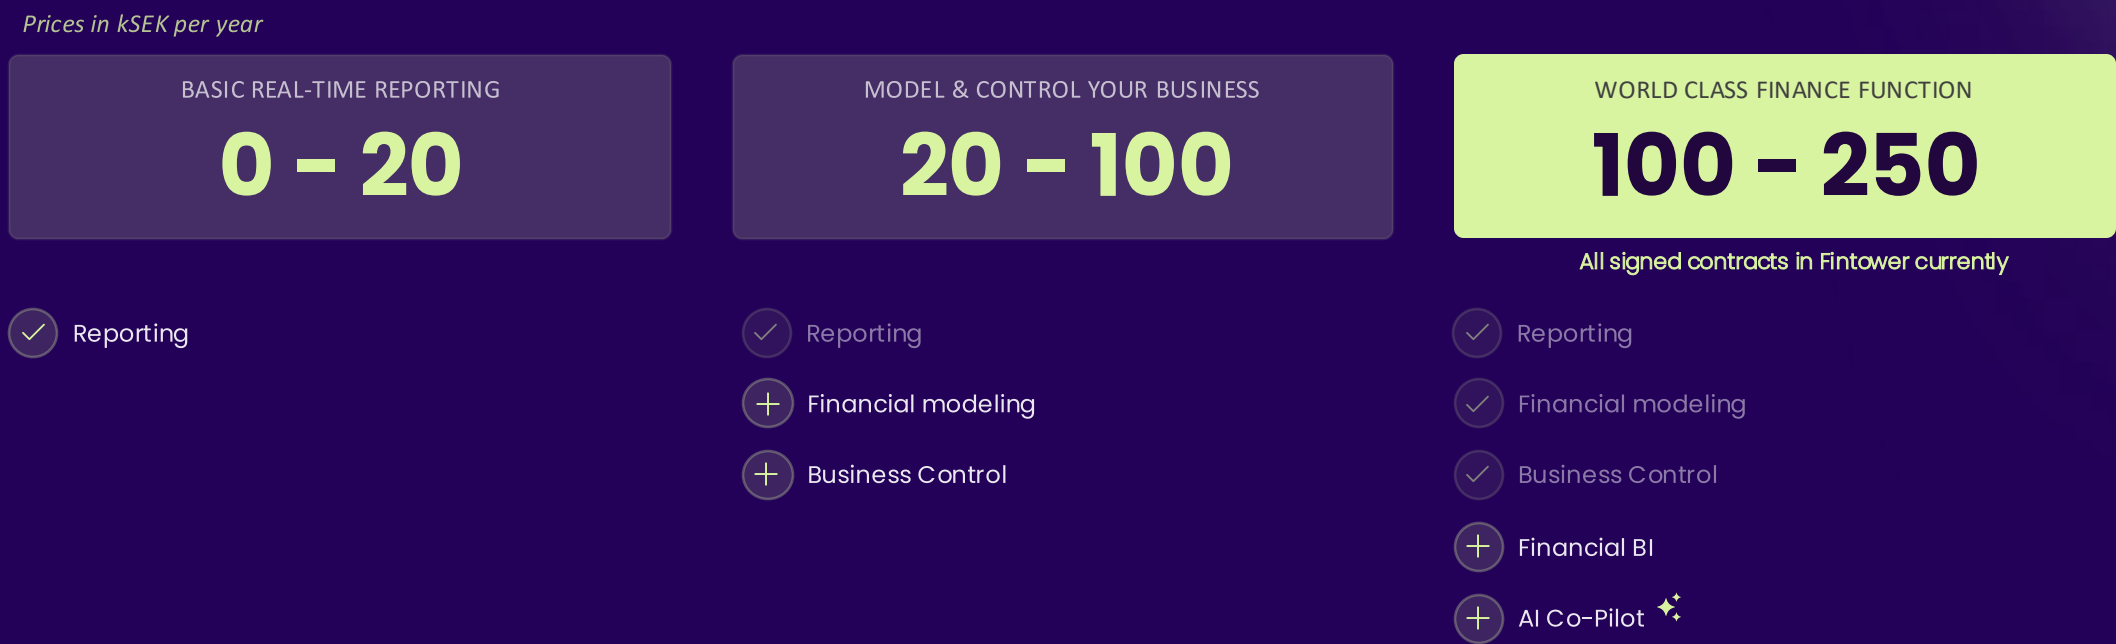 Prices in kSEK per year
BASIC REAL-TIME REPORTING
0 – 20
Reporting
MODEL & CONTROL YOUR BUSINESS
20 – 100
Reporting
Financial modeling
Business Control
WORLD CLASS FINANCE FUNCTION
100 – 250
All signed contracts in Fintower currently
Reporting
Financial modeling
Business Control
Financial BI
AI Co-Pilot